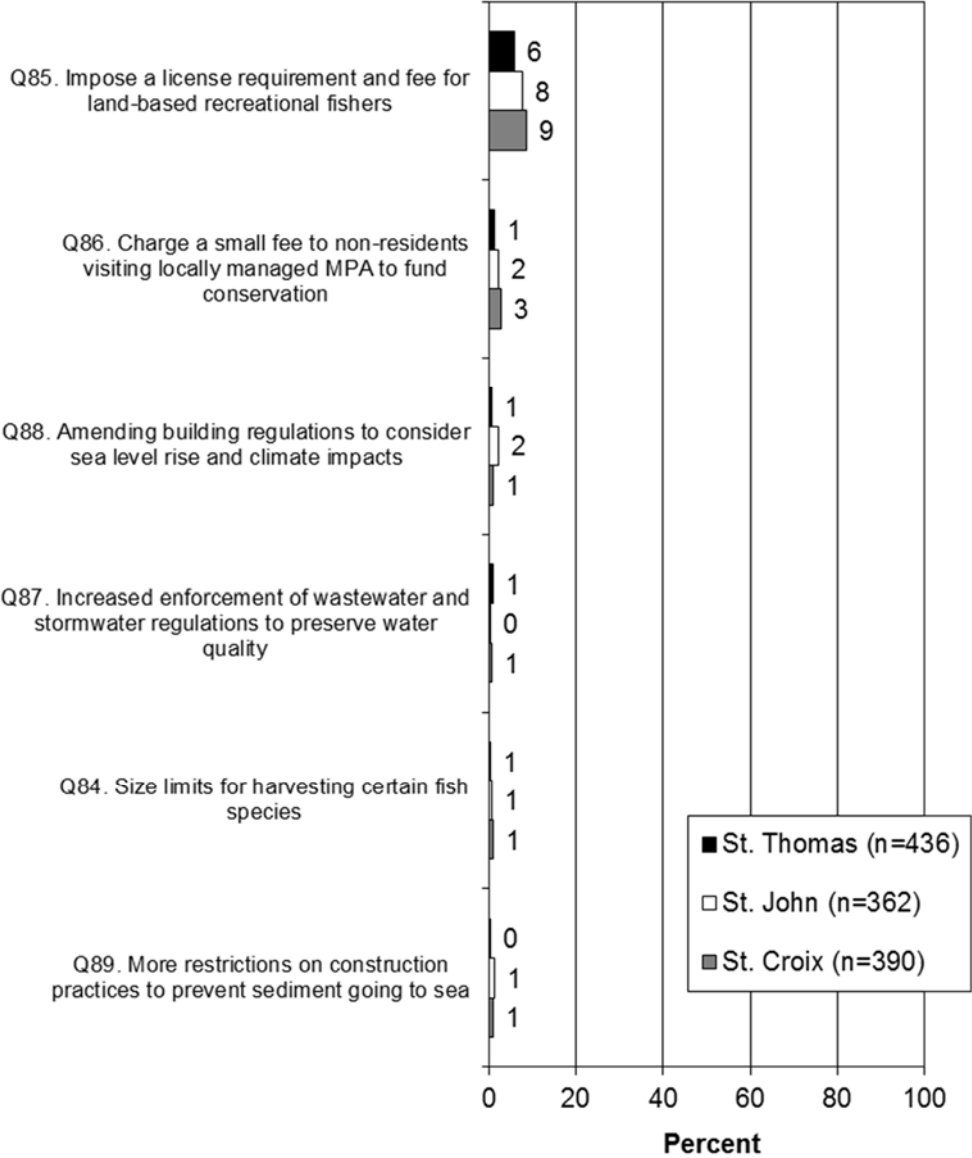 Q85. Impose a license requirement and fee for
land-based recreational fishers
6
8
9
Q86. Charge a small fee to non-residents
visiting locally managed MPA to fund
conservation
1
2
3
Q88. Amending building regulations to consider
sea level rise and climate impacts
1
2
1
Q87. Increased enforcement of wastewater and
stormwater regulations to preserve water
quality
1
0
1
Q84. Size limits for harvesting certain fish
species
1
1
1
Q89. More restrictions on construction
practices to prevent sediment going to sea
0
1
1
St. Thomas (n=436)
St. John (n=362)
St. Croix (n=390)
0 20 40 60 80 100
Percent